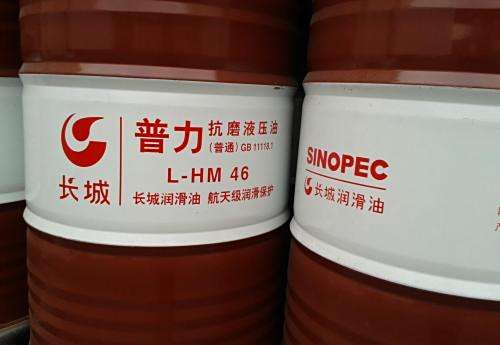 长城
普力 抗磨液压油
(普通) GB 11118.1
L-HM 46
长城润滑油 航天级润滑保护
SINOPEC
长城润滑油